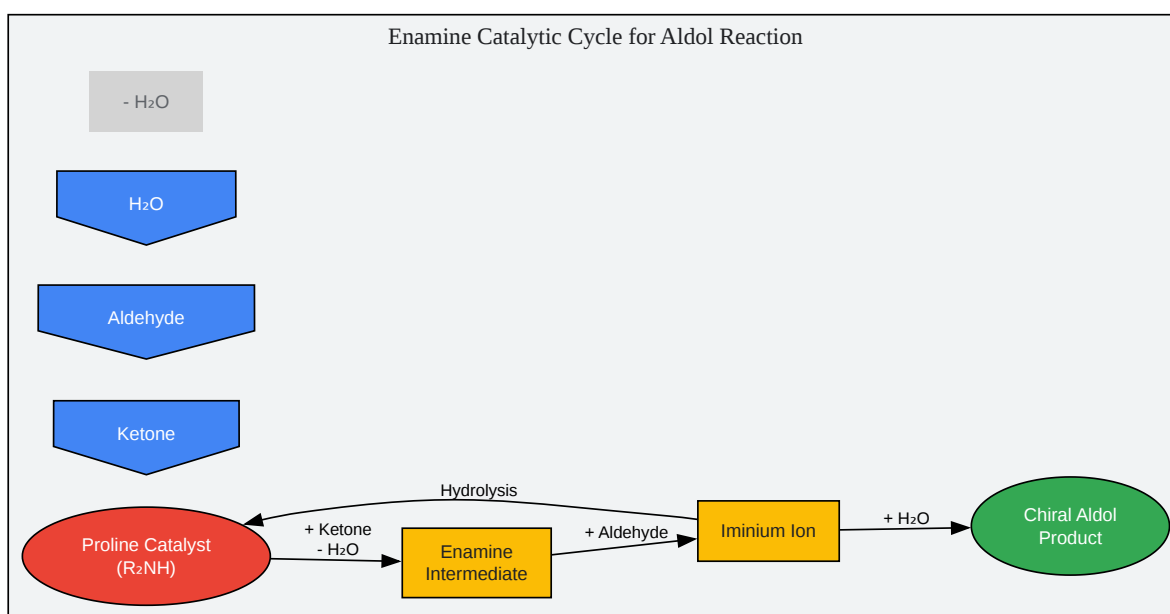 Enamine Catalytic Cycle for Aldol Reaction
- H₂O
H₂O
Aldehyde
Ketone
Hydrolysis
Proline Catalyst
(R₂NH)
+ Ketone
- H₂O
Enamine
Intermediate
+ Aldehyde
Iminium Ion
+ H₂O
Chiral Aldol
Product